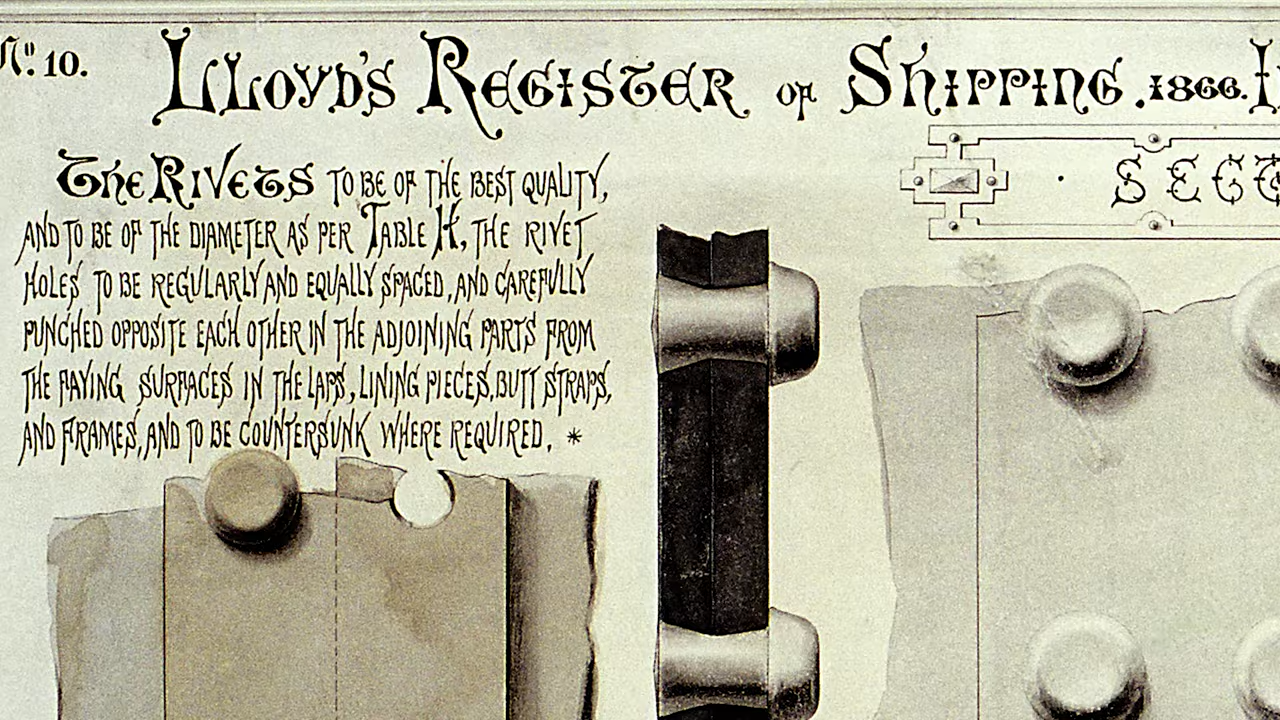 No. 10.
Lloyd's Register of Shipping. 1866.
The Rivets to be of the best quality,
and to be of the diameter as per Table H, the rivet
holes to be regularly and equally spaced, and carefully
punched opposite each other in the adjoining parts from
the faying surfaces in the laps, lining pieces, butt straps,
and frames, and to be countersunk where required. *